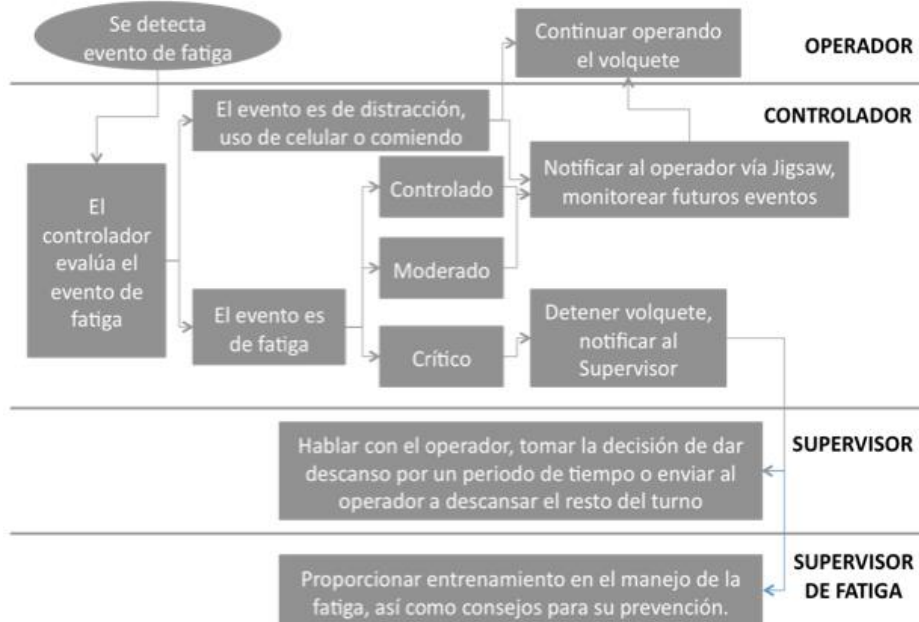 Se detecta
evento de fatiga
Continuar operando
el volquete
OPERADOR
CONTROLADOR
El evento es de distracción,
uso de celular o comiendo
El
controlador
evalúa el
evento de
fatiga
Controlado
Notificar al operador vía Jigsaw,
monitorear futuros eventos
Moderado
El evento es
de fatiga
Crítico
Detener volquete,
notificar al
Supervisor
SUPERVISOR
Hablar con el operador, tomar la decisión de dar
descanso por un periodo de tiempo o enviar al
operador a descansar el resto del turno
SUPERVISOR
DE FATIGA
Proporcionar entrenamiento en el manejo de la
fatiga, así como consejos para su prevención.